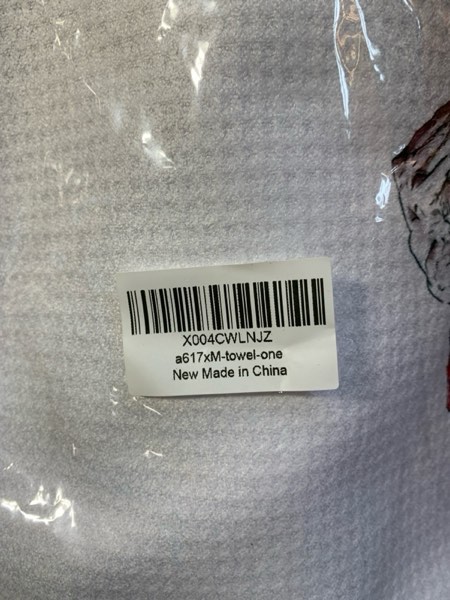 X004CWLNJZ
a617xM-towel-one
New Made in China